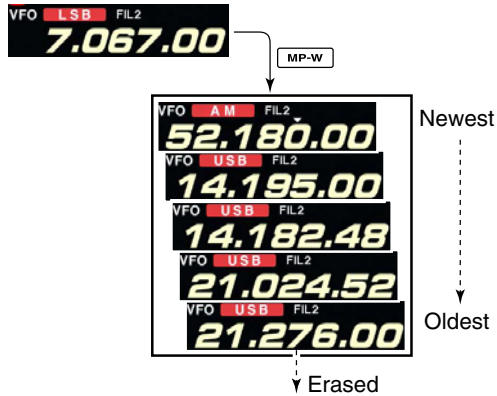 VFO LSB FIL2
7.067.00
MP-W
VFO AM FIL2
52.180.00
Newest
VFO USB FIL2
14.195.00
VFO USB FIL2
14.182.48
VFO USB FIL2
21.024.52
VFO USB FIL2
21.276.00
Oldest
Erased